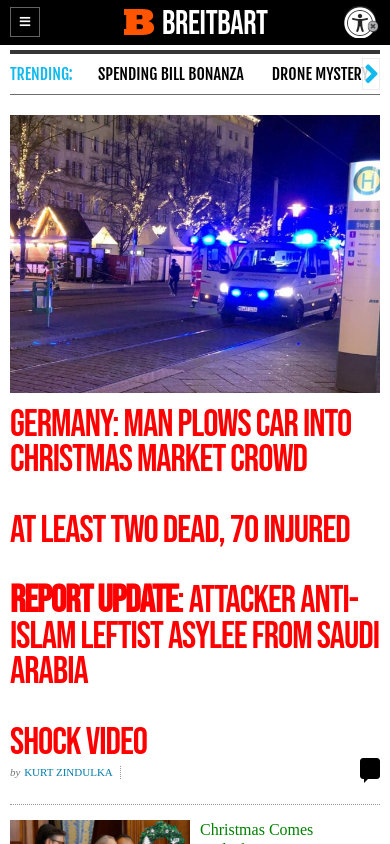 B BREITBART
TRENDING: SPENDING BILL BONANZA DRONE MYSTERY
H
GERMANY: MAN PLOWS CAR INTO
CHRISTMAS MARKET CROWD
AT LEAST TWO DEAD, 70 INJURED
REPORT UPDATE: ATTACKER ANTI-
ISLAM LEFTIST ASYLEE FROM SAUDI
ARABIA
SHOCK VIDEO
by KURT ZINDULKA
Christmas Comes